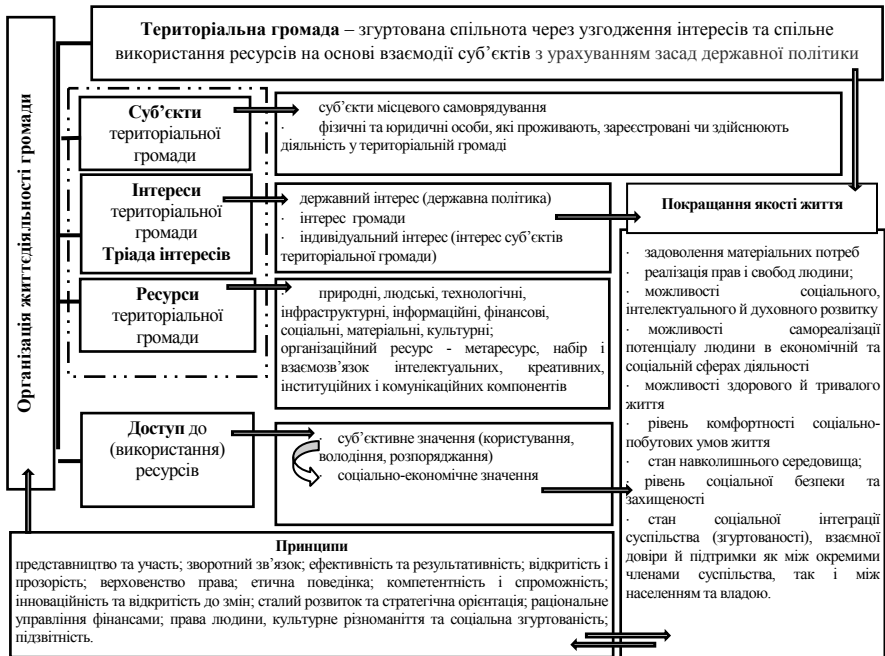 Організація життєдіяльності громади
Територіальна громада – згуртована спільнота через узгодження інтересів та спільне
використання ресурсів на основі взаємодії суб’єктів з урахуванням засад державної політики
Суб’єкти
територіальної
громади
· суб’єкти місцевого самоврядування
· фізичні та юридичні особи, які проживають, зареєстровані чи здійснюють
діяльність у територіальній громаді
Інтереси
територіальної
громади
Тріада інтересів
· державний інтерес (державна політика)
· інтерес громади
· індивідуальний інтерес (інтерес суб’єктів
територіальної громади)
Ресурси
територіальної
громади
· природні, людські, технологічні,
інфраструктурні, інформаційні, фінансові,
соціальні, матеріальні, культурні;
організаційний ресурс - метаресурс, набір і
взаємозв’язок інтелектуальних, креативних,
інституційних і комунікаційних компонентів
Доступ до
(використання)
ресурсів
· суб’єктивне значення (користування,
володіння, розпоряджання)
· соціально-економічне значення
Покращання якості життя
· задоволення матеріальних потреб
· реалізація прав і свобод людини;
· можливості соціального,
інтелектуального й духовного розвитку
· можливості самореалізації
потенціалу людини в економічній та
соціальній сферах діяльності
· можливості здорового й тривалого
життя
· рівень комфортності соціально-
побутових умов життя
· стан навколишнього середовища;
· рівень соціальної безпеки та
захищеності
· стан соціальної інтеграції
суспільства (згуртованості), взаємної
довіри й підтримки як між окремими
членами суспільства, так і між
населенням та владою.
Принципи
представництво та участь; зворотний зв’язок; ефективність та результативність; відкритість і
прозорість; верховенство права; етична поведінка; компетентність і спроможність;
інноваційність та відкритість до змін; сталий розвиток та стратегічна орієнтація; раціональне
управління фінансами; права людини, культурне різноманіття та соціальна згуртованість;
підзвітність.